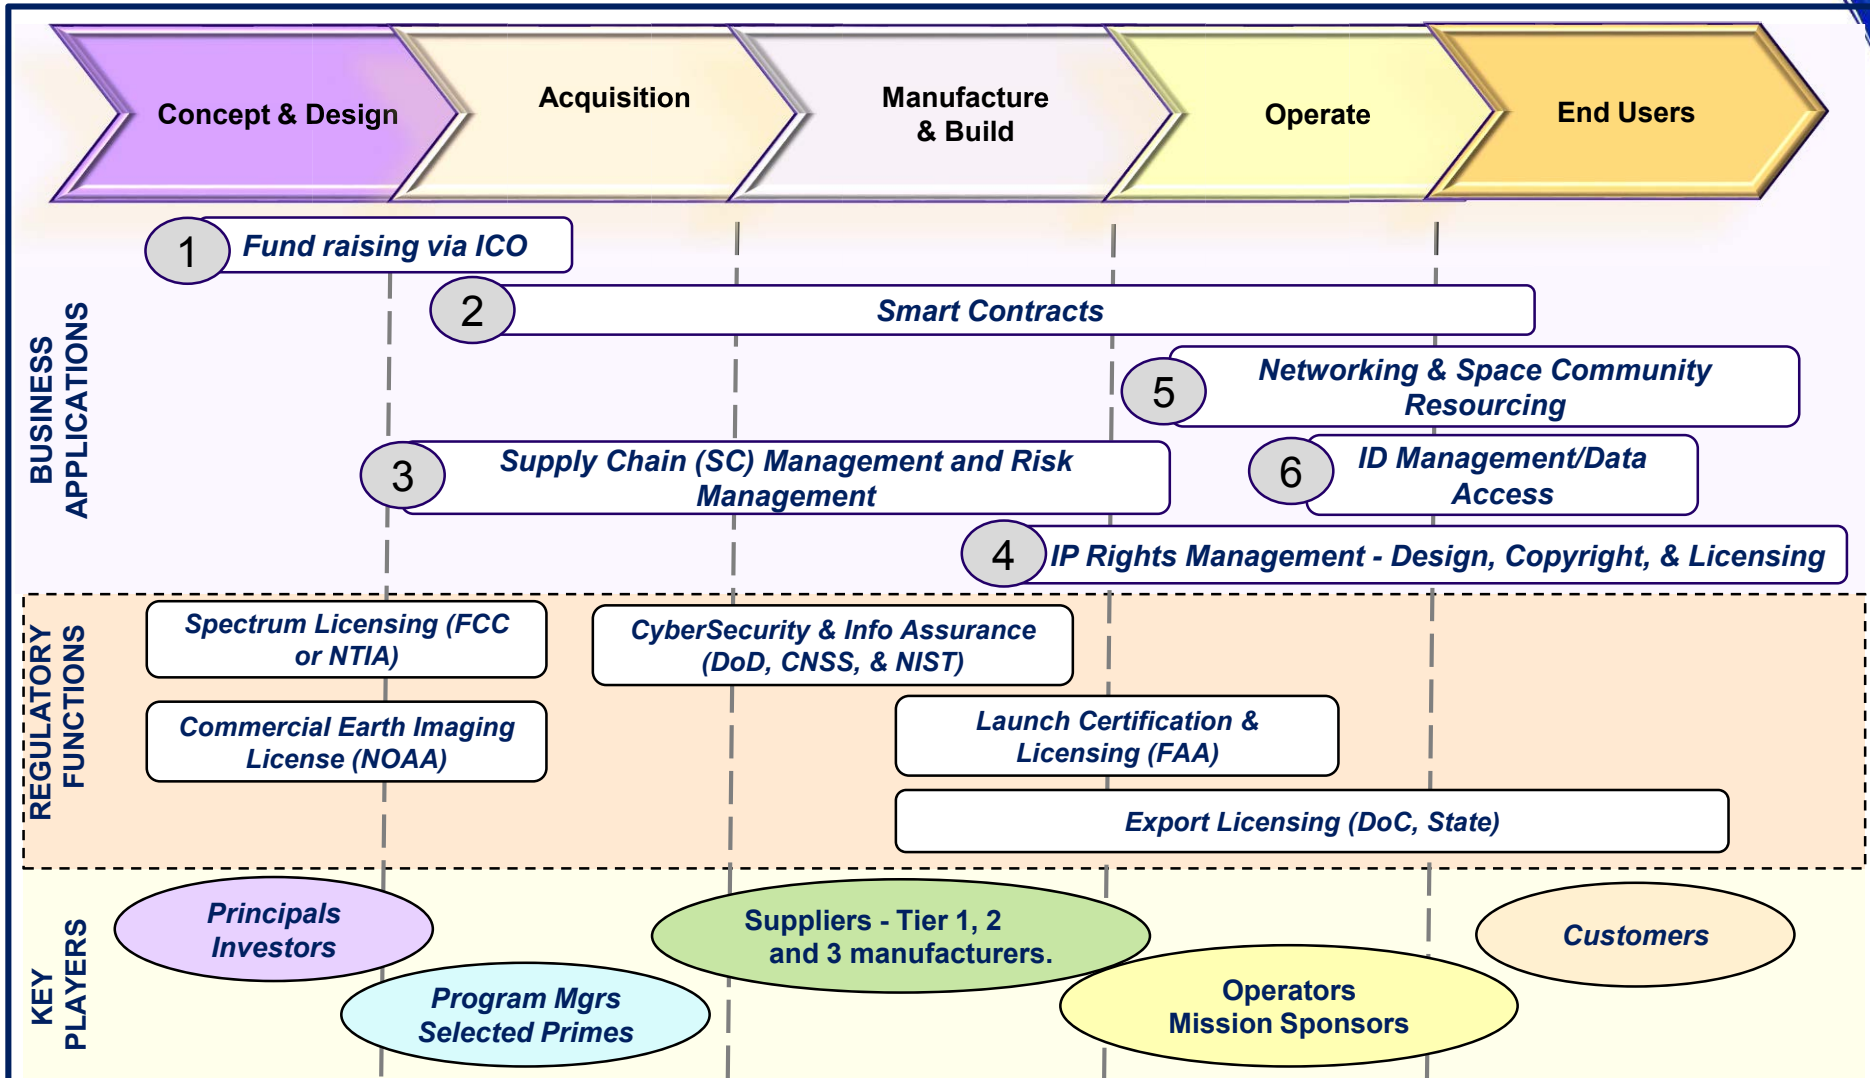 Concept & Design
Acquisition
Manufacture
& Build
Operate
End Users
BUSINESS
APPLICATIONS
1
Fund raising via ICO
2
Smart Contracts
5
Networking & Space Community
Resourcing
3
Supply Chain (SC) Management and Risk
Management
6
ID Management/Data
Access
4
IP Rights Management - Design, Copyright, & Licensing
REGULATORY
FUNCTIONS
Spectrum Licensing (FCC
or NTIA)
CyberSecurity & Info Assurance
(DoD, CNSS, & NIST)
Commercial Earth Imaging
License (NOAA)
Launch Certification &
Licensing (FAA)
Export Licensing (DoC, State)
KEY
PLAYERS
Principals
Investors
Program Mgrs
Selected Primes
Suppliers - Tier 1, 2
and 3 manufacturers.
Operators
Mission Sponsors
Customers